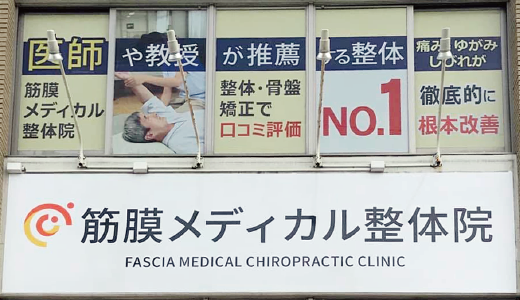 医師や教授が推薦する整体
筋膜
メディカル
整体院
整体・骨盤
矯正で
口コミ評価
NO.1
痛み ゆがみ
しびれが
徹底的に
根本改善
筋膜メディカル整体院
FASCIA MEDICAL CHIROPRACTIC CLINIC